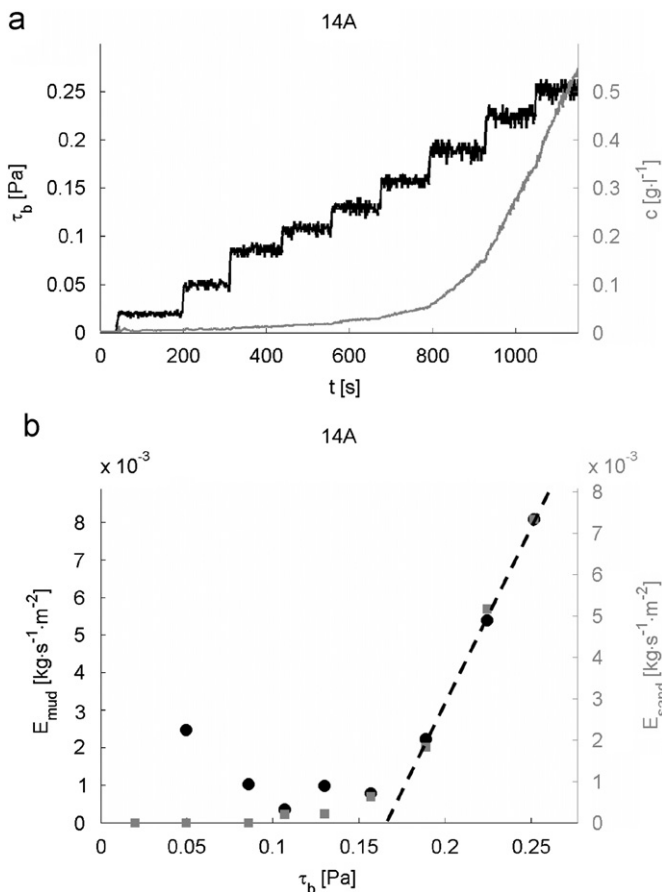 a
14A
0.25
0.2
0.15
0.1
0.05
0
τb [Pa]
0.5
0.4
0.3
0.2
0.1
0
c [g·l-1]
0 200 400 600 800 1000
t [s]
b
14A
x 10-3
x 10-3
8
7
6
5
4
3
2
1
0
Emud [kg·s-1·m-2]
8
7
6
5
4
3
2
1
0
Esand [kg·s-1·m-2]
0 0.05 0.1 0.15 0.2 0.25
τb [Pa]